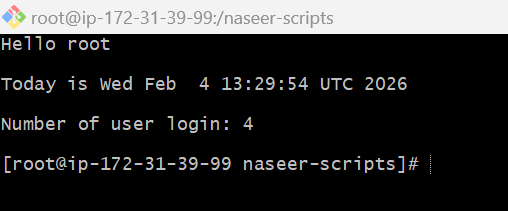 root@ip-172-31-39-99:/naseer-scripts
Hello root
Today is Wed Feb  4 13:29:54 UTC 2026
Number of user login: 4
[root@ip-172-31-39-99 naseer-scripts]#